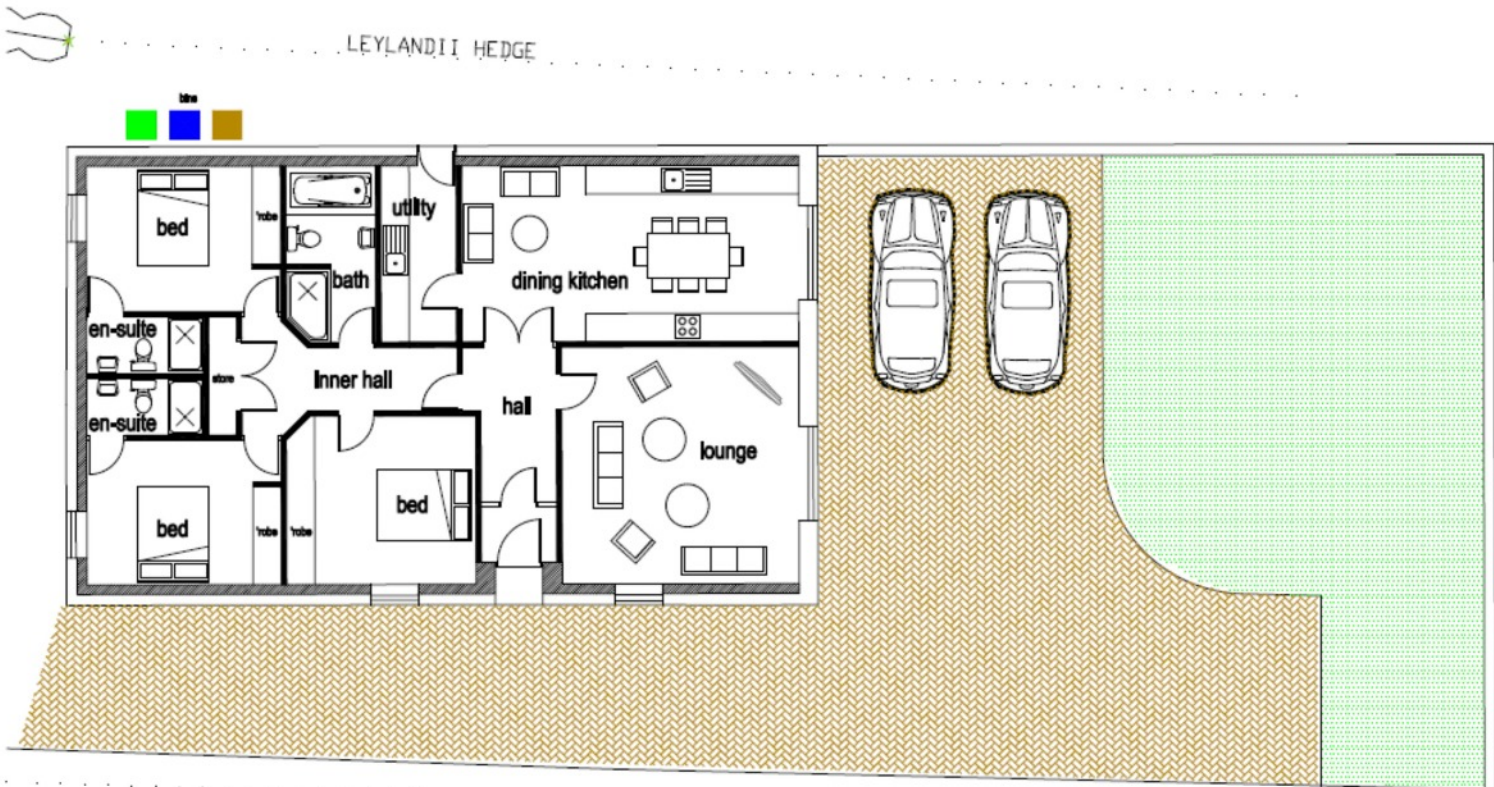 LEYLANDII HEDGE
bins
bed
'robe
bath
utility
dining kitchen
en-suite
store
Inner hall
hall
en-suite
lounge
bed
'robe
'robe
bed